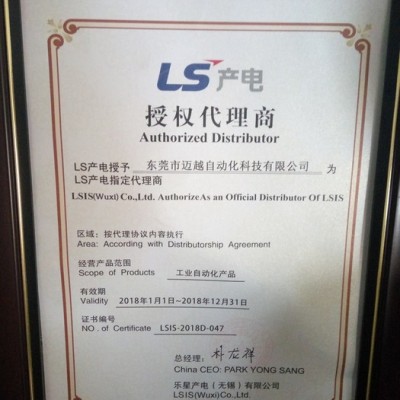 LS产电
授权代理商
Authorized Distributor
LS产电授予 东莞市迈越自动化科技有限公司 为
LS产电指定代理商
LSIS(Wuxi)Co.,Ltd. AuthorizeAs an Official Distributor Of LSIS
区域：按代理协议内容执行
Area: According with Distributorship Agreement
经营产品范围
Scope of Products 工业自动化产品
有效期
Validity 2018年1月1日~2018年12月31日
证书编号
NO. of Certificate LSIS-2018D-047
总经理：
China CEO: PARK YONG SANG
乐星产电（无锡）有限公司
LSIS(Wuxi)Co.,Ltd.